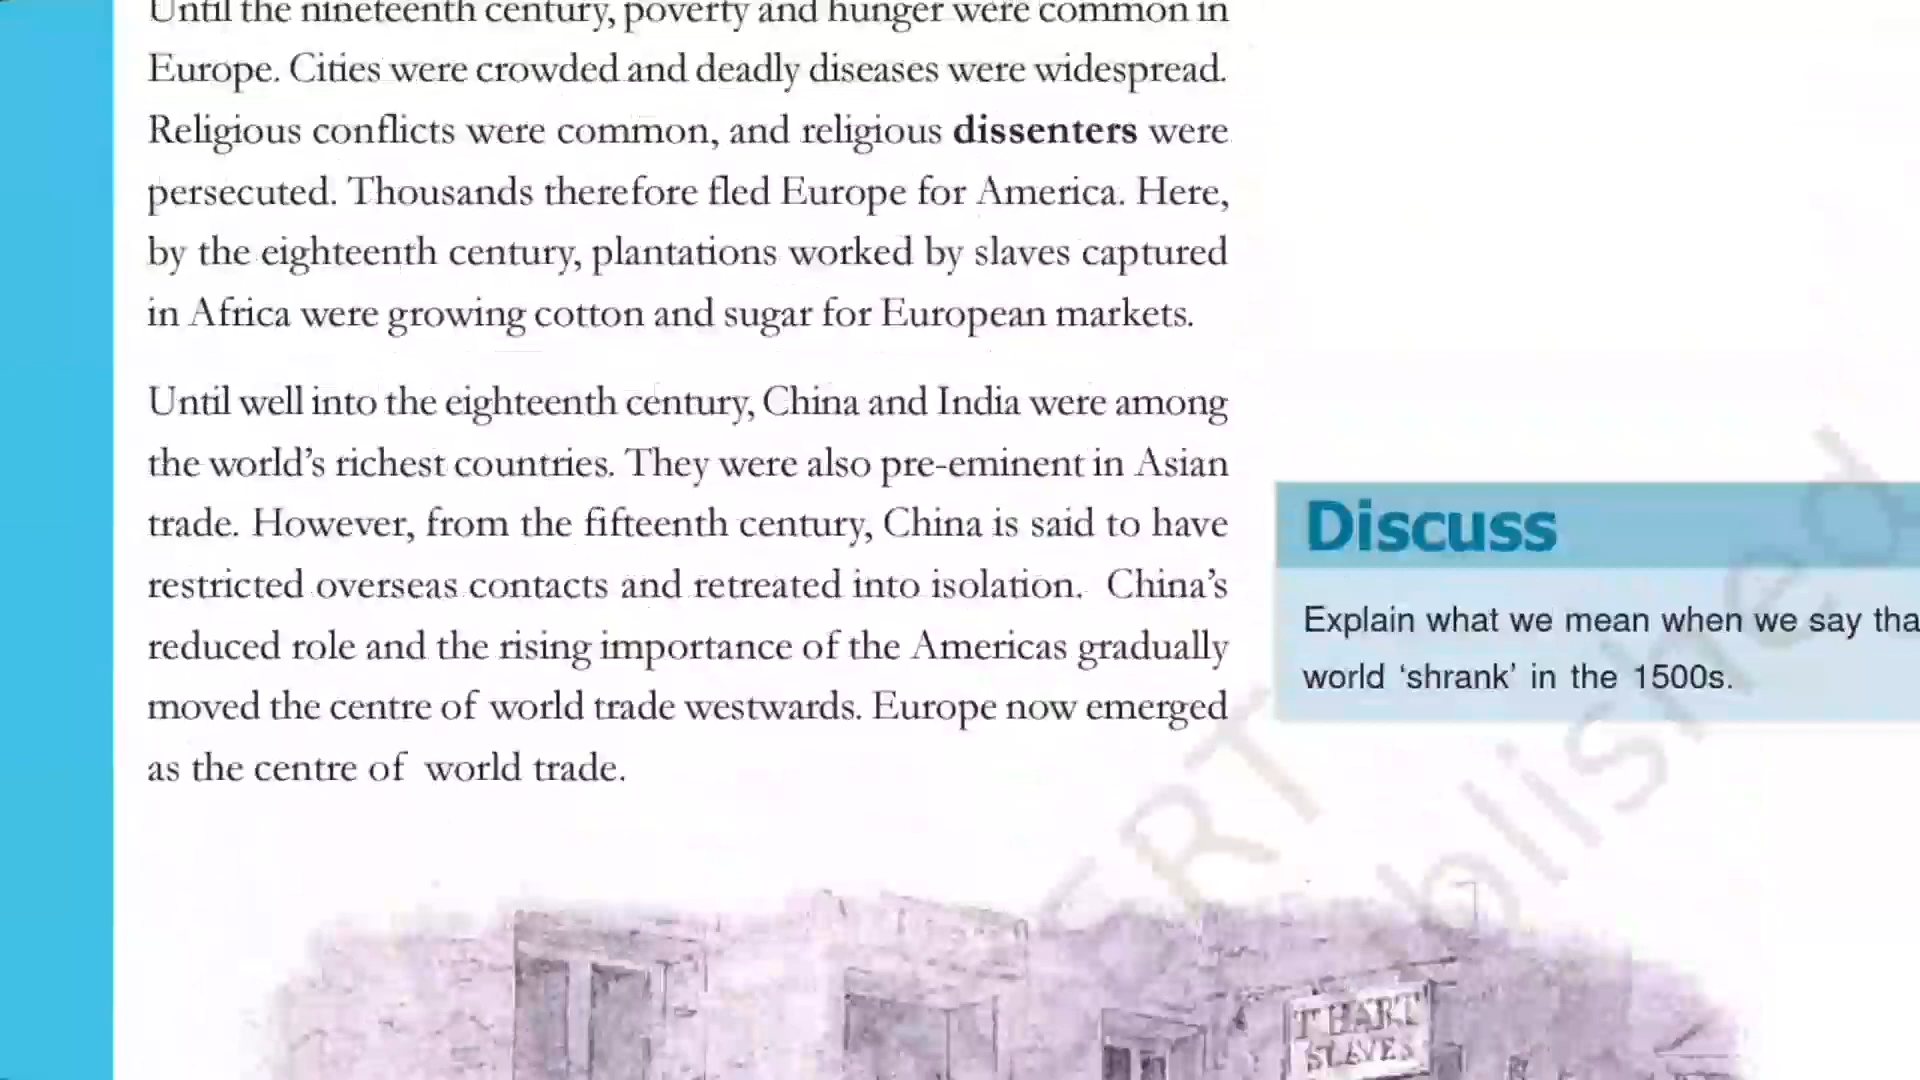 Until the nineteenth century, poverty and hunger were common in
Europe. Cities were crowded and deadly diseases were widespread.
Religious conflicts were common, and religious dissenters were
persecuted. Thousands therefore fled Europe for America. Here,
by the eighteenth century, plantations worked by slaves captured
in Africa were growing cotton and sugar for European markets.
Until well into the eighteenth century, China and India were among
the world's richest countries. They were also pre-eminent in Asian
trade. However, from the fifteenth century, China is said to have
restricted overseas contacts and retreated into isolation. China's
reduced role and the rising importance of the Americas gradually
moved the centre of world trade westwards. Europe now emerged
as the centre of world trade.
Discuss
Explain what we mean when we say tha
world 'shrank' in the 1500s.
ERT
blished
T HART
SLAVES